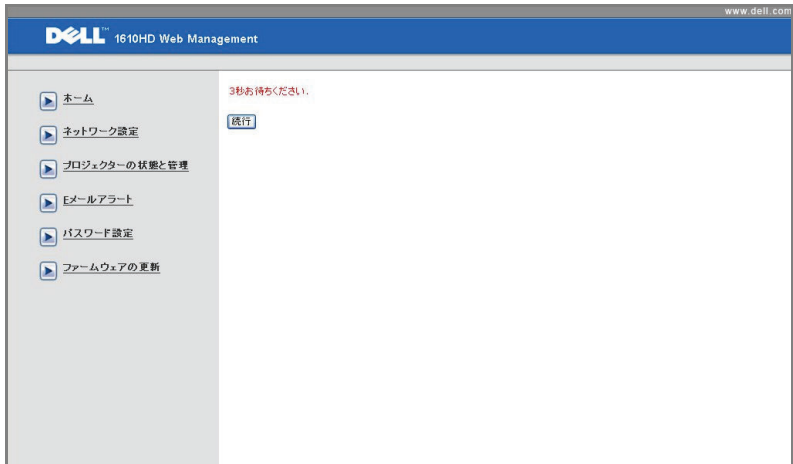 www.dell.com
DELL™ 1610HD Web Management
ホーム
ネットワーク設定
プロジェクターの状態と管理
Eメールアラート
パスワード設定
ファームウェアの更新
3秒お待ちください.
続行